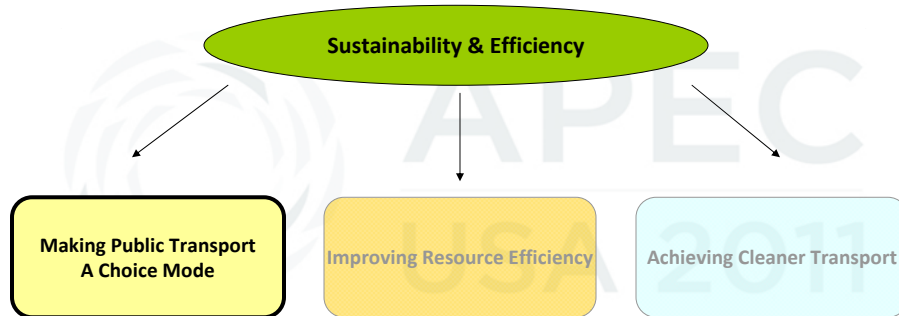 Sustainability & Efficiency
APEC
USA 2011
Making Public Transport
A Choice Mode
Improving Resource Efficiency
Achieving Cleaner Transport